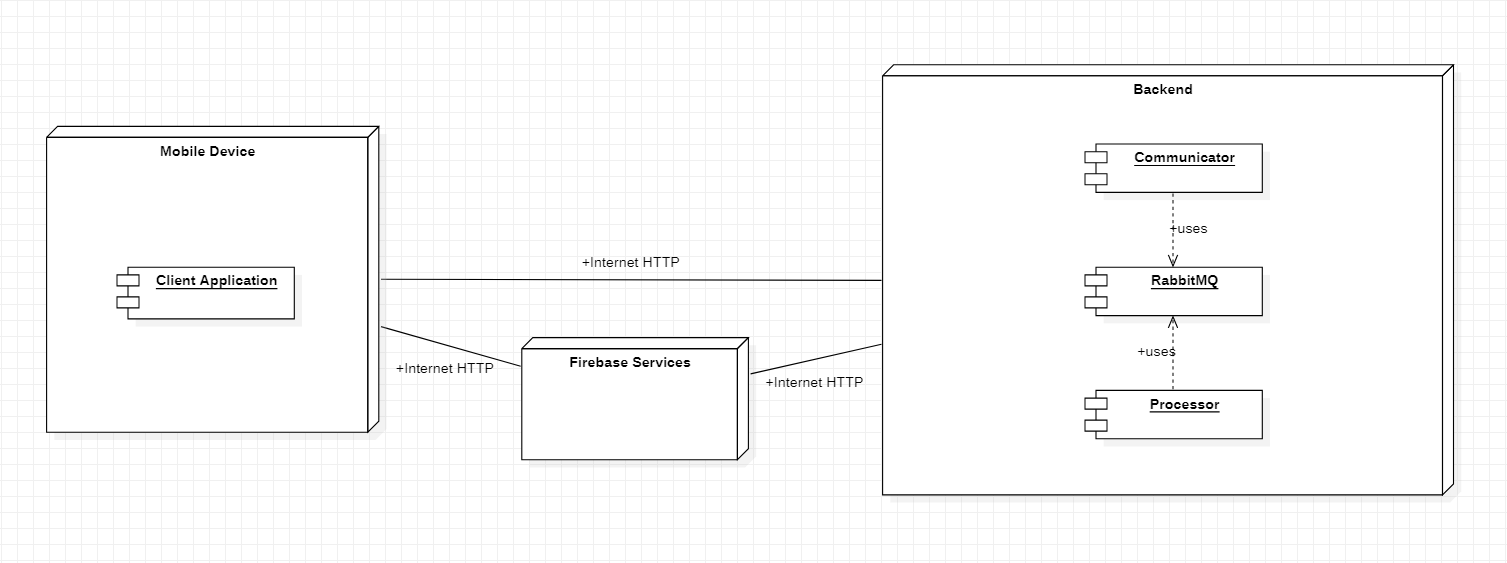 Backend
Mobile Device
Communicator
+uses
+Internet HTTP
Client Application
RabbitMQ
+uses
Firebase Services
+Internet HTTP
+Internet HTTP
Processor